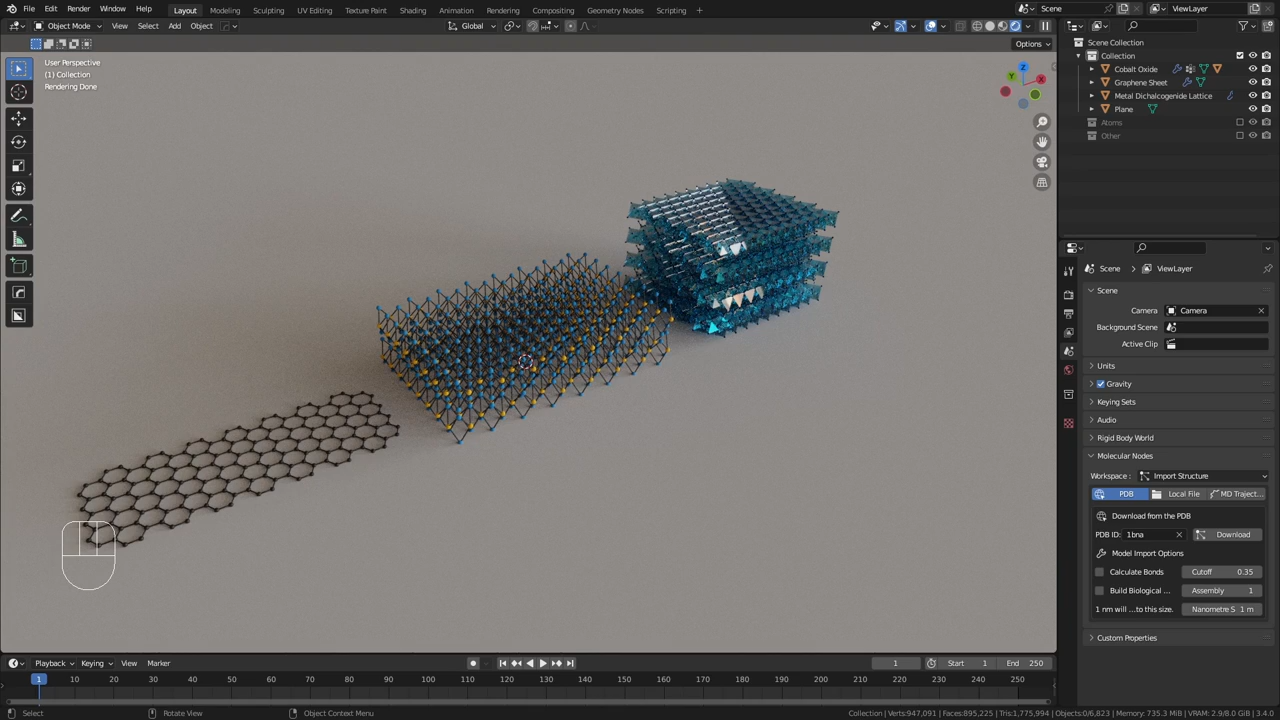 File Edit Render Window Help Layout Modeling Sculpting UV Editing Texture Paint Shading Animation Rendering Compositing Geometry Nodes Scripting Scene ViewLayer
Object Mode View Select Add Object Global
Options
User Perspective
(1) Collection
Rendering Done
Z
Y
X
Scene Collection
Collection
Cobalt Oxide
Graphene Sheet
Metal Dichalcogenide Lattice
Plane
Atoms
Other
Scene ViewLayer
Scene
Camera Camera
Background Scene
Active Clip
Units
Gravity
Keying Sets
Audio
Rigid Body World
Molecular Nodes
Workspace : Import Structure
PDB Local File MD Traject...
Download from the PDB
PDB ID: 1bna Download
Model Import Options
Calculate Bonds Cutoff 0.35
Build Biological ... Assembly 1
1 nm will ...to this size. Nanometre S 1 m
Custom Properties
Playback Keying View Marker 1 Start 1 End 250
1 10 20 30 40 50 60 70 80 90 100 110 120 130 140 150 160 170 180 190 200 210 220 230 240 250
Select Rotate View Object Context Menu Collection | Verts:947,091 | Faces:895,225 | Tris:1,775,994 | Objects:0/6,823 | Memory: 735.3 MiB | VRAM: 2.9/8.0 GiB | 3.4.0